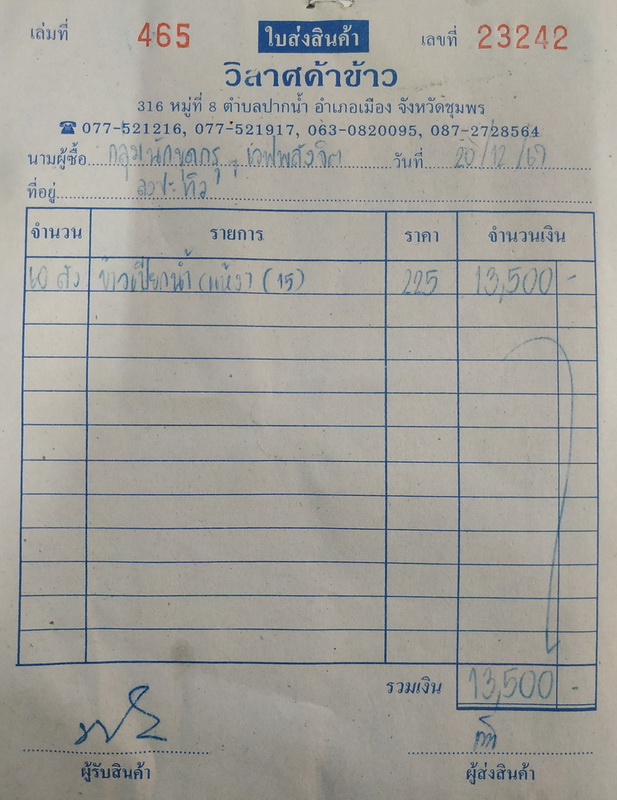 เล่มที่ 465 ใบส่งสินค้า เลขที่ 23242
วิลาศค้าข้าว
316 หมู่ที่ 8 ตำบลปากน้ำ อำเภอเมือง จังหวัดชุมพร
☎ 077-521216, 077-521917, 063-0820095, 087-2728564
นามผู้ซื้อ กลุ่มนักขุดกรุ วันที่ 20/12/67
ที่อยู่
จำนวน รายการ ราคา จำนวนเงิน
60 ถัง ข้าวเปียกน้ำ (แห้ง) (15) 225 13,500 -
รวมเงิน 13,500 -
ผู้รับสินค้า ผู้ส่งสินค้า